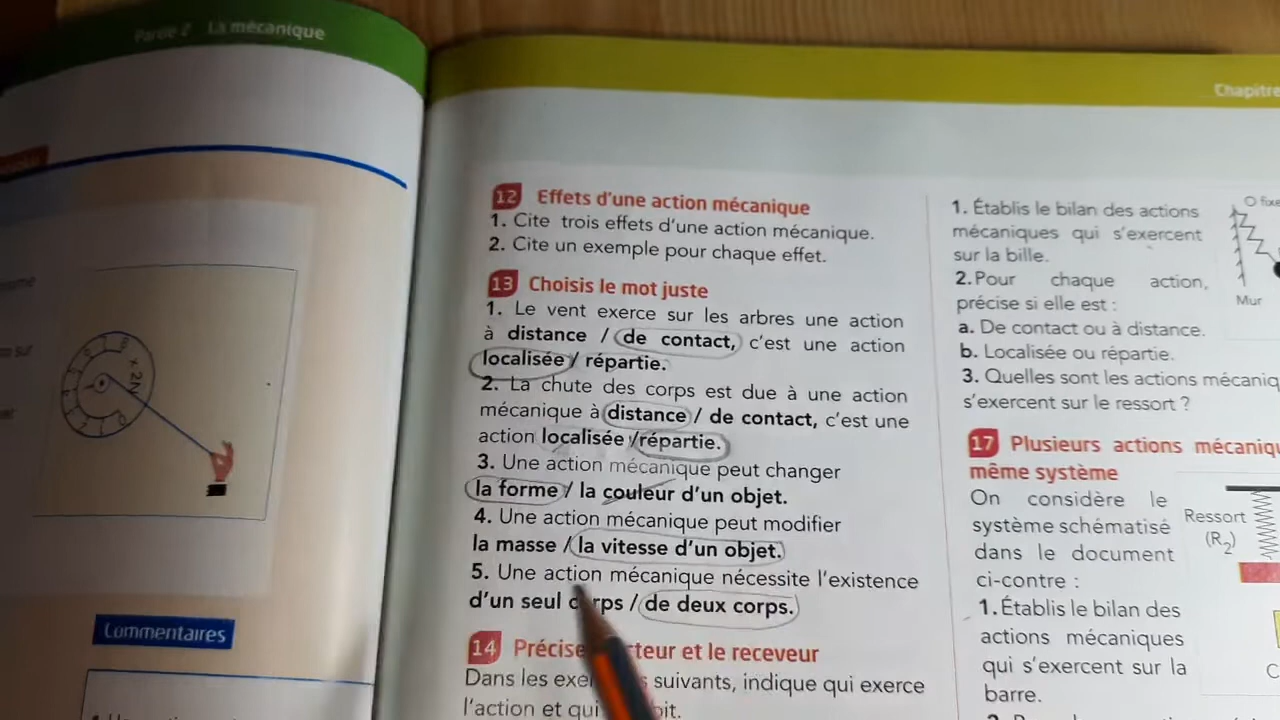 Partie 2 La mécanique
x 2N
Commentaires
Chapitre
12 Effets d'une action mécanique
1. Cite trois effets d'une action mécanique.
2. Cite un exemple pour chaque effet.
13 Choisis le mot juste
1. Le vent exerce sur les arbres une action
à distance / de contact, c'est une action
localisée / répartie.
2. La chute des corps est due à une action
mécanique à distance / de contact, c'est une
action localisée / répartie.
3. Une action mécanique peut changer
la forme / la couleur d'un objet.
4. Une action mécanique peut modifier
la masse / la vitesse d'un objet.
5. Une action mécanique nécessite l'existence
d'un seul corps / de deux corps.
14 et le receveur
Dans les suivants, indique qui exerce
l'action et qui
1. Établis le bilan des actions
mécaniques qui s'exercent
sur la bille.
2. Pour chaque action,
précise si elle est :
a. De contact ou à distance.
b. Localisée ou répartie.
3. Quelles sont les actions mécaniq
s'exercent sur le ressort ?
O fixe
Mur
17 Plusieurs actions mécaniqu
même système
On considère le
système schématisé
dans le document
ci-contre :
1. Établis le bilan des
actions mécaniques
qui s'exercent sur la
barre.
Ressort
(R2)